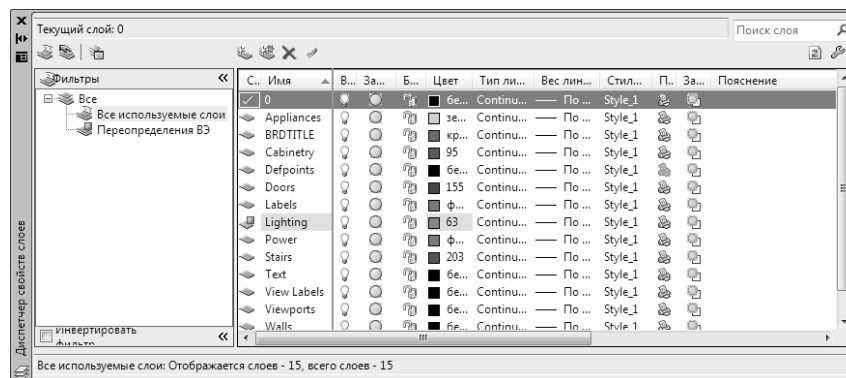 Текущий слой: 0
Поиск слоя
Фильтры
С.. Имя В... За... Б... Цвет Тип ли... Вес лин... Стил... П.. За... Пояснение
Все
Все используемые слои
Переопределения ВЭ
0 бе... Continu... По ... Style_1
Appliances зе... Continu... По ... Style_1
BRDTITLE кр... Continu... По ... Style_1
Cabinetry 95 Continu... По ... Style_1
Defpoints бе... Continu... По ... Style_1
Doors 155 Continu... По ... Style_1
Labels ф... Continu... По ... Style_1
Lighting 63 Continu... По ... Style_1
Power ф... Continu... По ... Style_1
Stairs 203 Continu... По ... Style_1
Text бе... Continu... По ... Style_1
View Labels бе... Continu... По ... Style_1
Viewports бе... Continu... По ... Style_1
Walls бе... Continu... По ... Style_1
Инвертировать
фильтр
Диспетчер свойств слоев
Все используемые слои: Отображается слоев - 15, всего слоев - 15